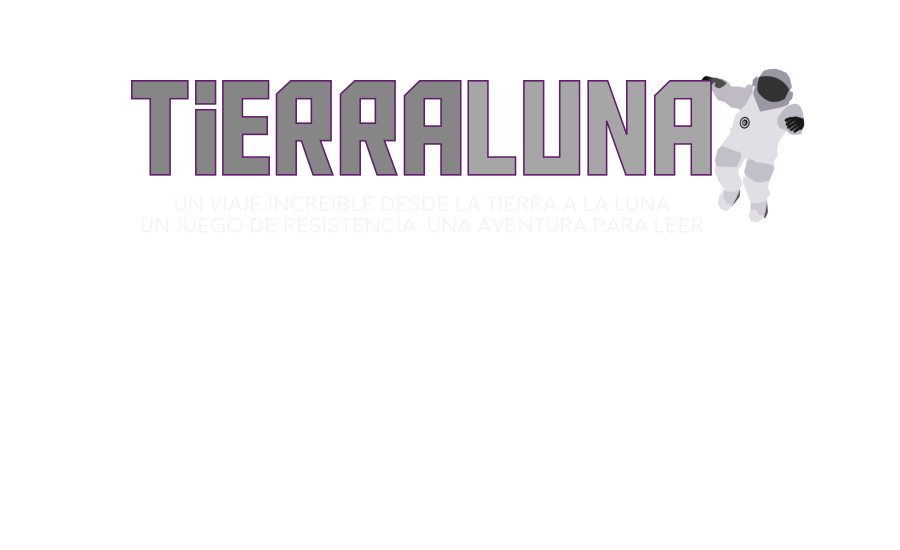 TiERRALUNA
UN VIAJE INCREIBLE DESDE LA TIERRA A LA LUNA
UN JUEGO DE RESISTENCIA UNA AVENTURA PARA LEER